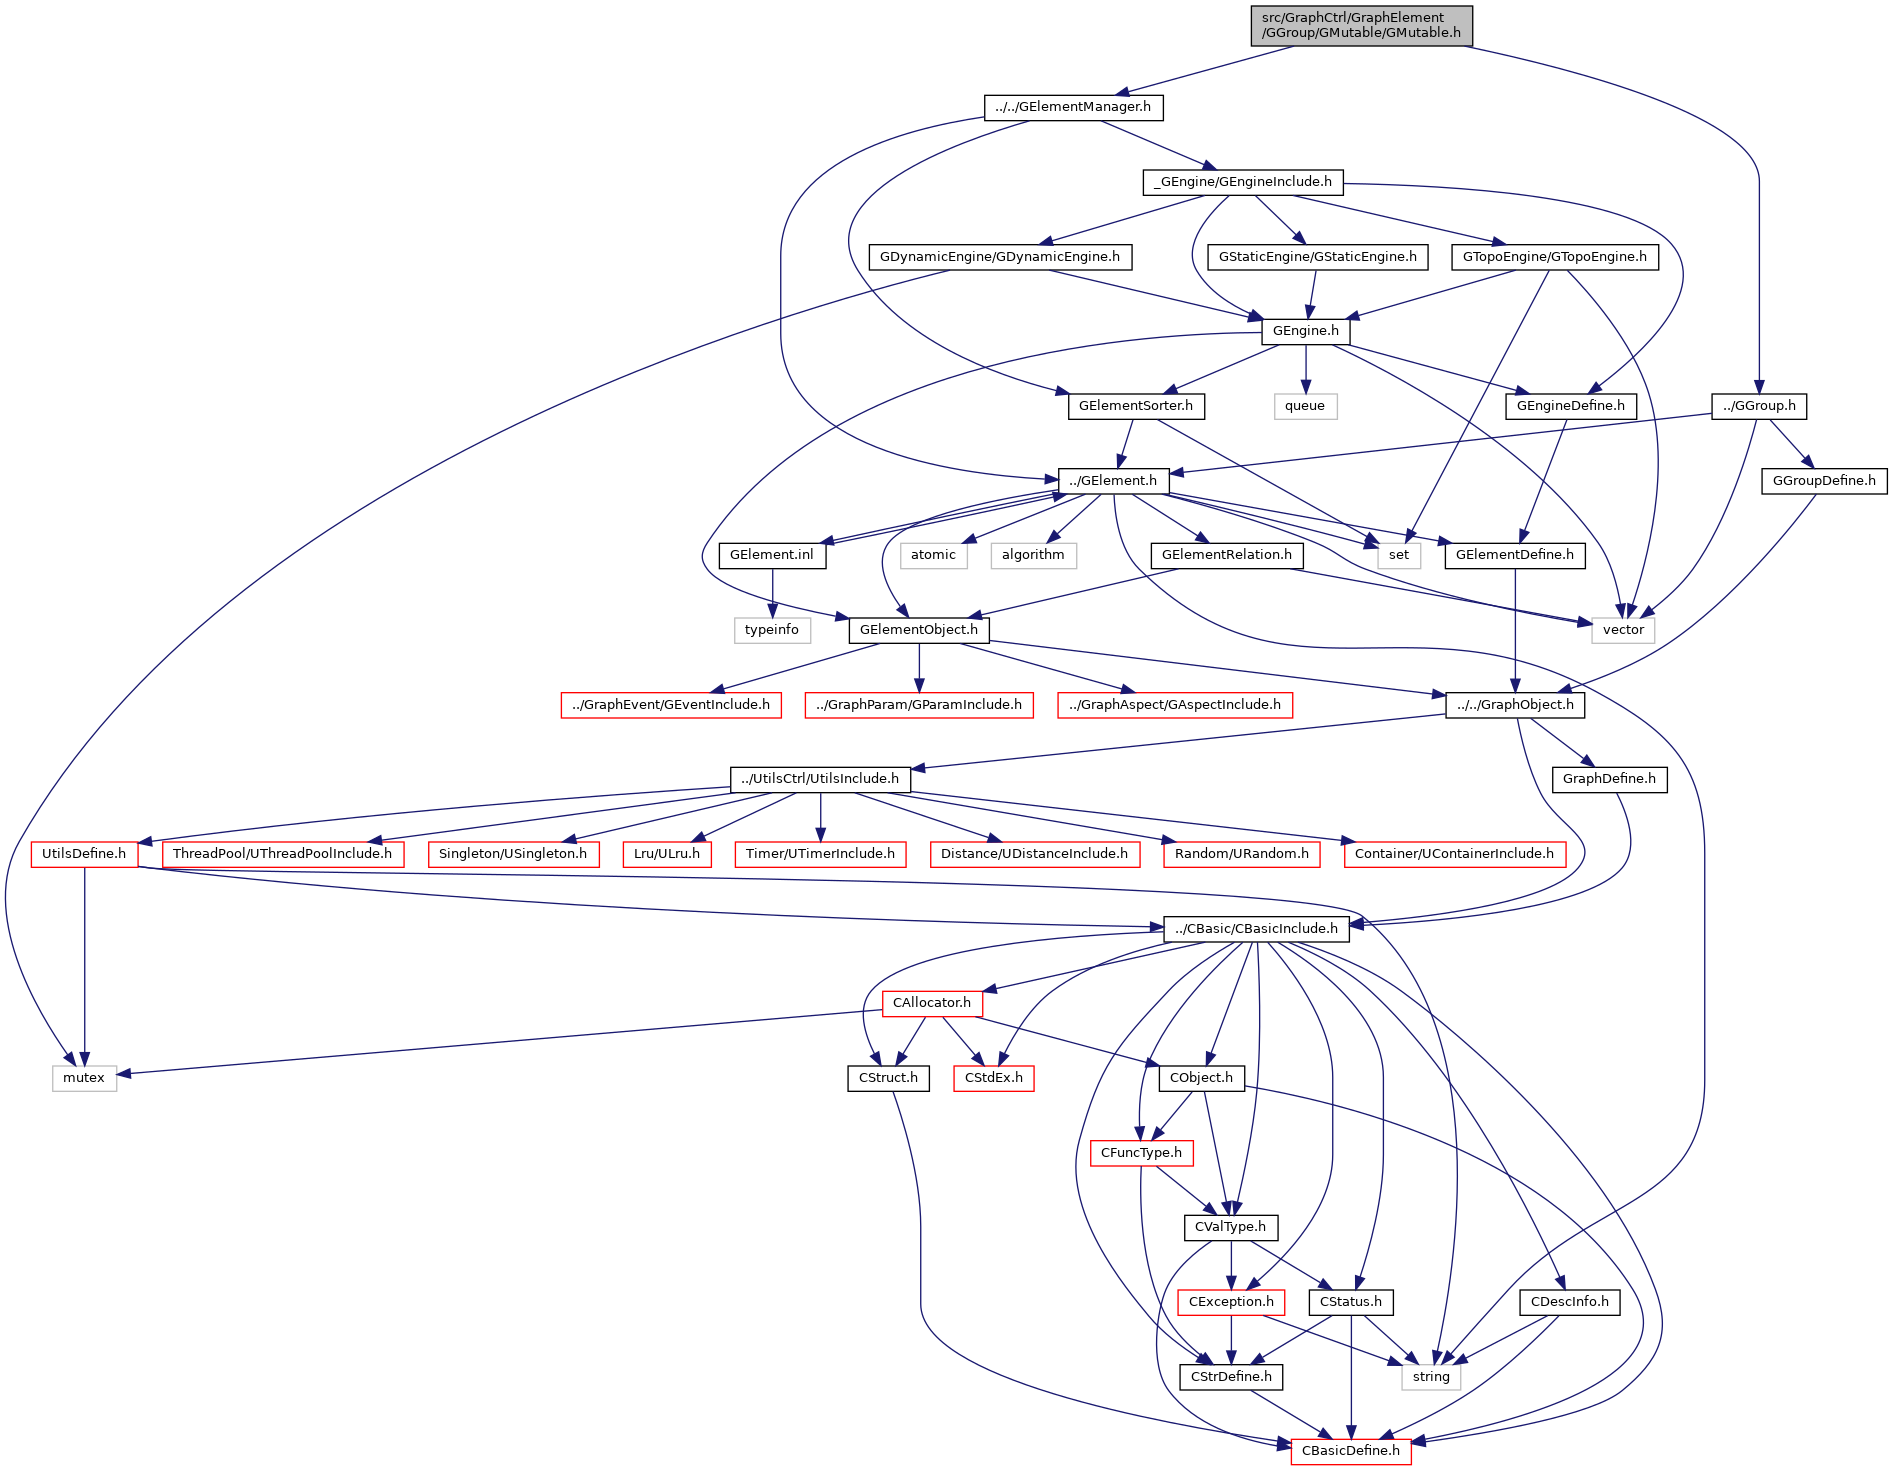 src/GraphCtrl/GraphElement
/GGroup/GMutable/GMutable.h
../../GElementManager.h
_GEngine/GEngineInclude.h
GDynamicEngine/GDynamicEngine.h
GStaticEngine/GStaticEngine.h
GTopoEngine/GTopoEngine.h
GEngine.h
GElementSorter.h
queue
GEngineDefine.h
../GGroup.h
../GElement.h
GGroupDefine.h
GElement.inl
atomic
algorithm
GElementRelation.h
set
GElementDefine.h
typeinfo
GElementObject.h
vector
../GraphEvent/GEventInclude.h
../GraphParam/GParamInclude.h
../GraphAspect/GAspectInclude.h
../../GraphObject.h
../UtilsCtrl/UtilsInclude.h
GraphDefine.h
UtilsDefine.h
ThreadPool/UThreadPoolInclude.h
Singleton/USingleton.h
Lru/ULru.h
Timer/UTimerInclude.h
Distance/UDistanceInclude.h
Random/URandom.h
Container/UContainerInclude.h
../CBasic/CBasicInclude.h
CAllocator.h
mutex
CStruct.h
CStdEx.h
CObject.h
CFuncType.h
CValType.h
CException.h
CStatus.h
CDescInfo.h
CStrDefine.h
string
CBasicDefine.h